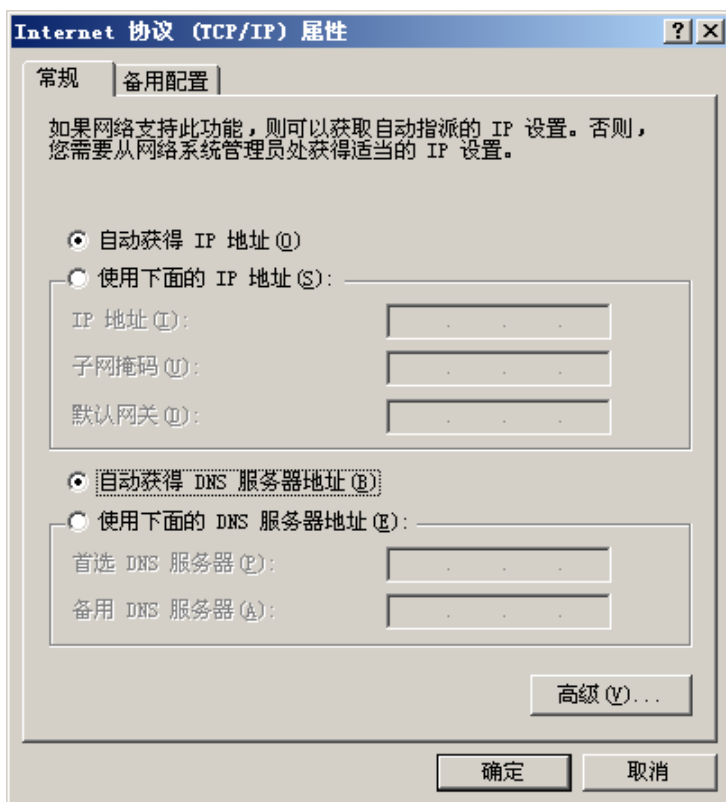 Internet 协议 (TCP/IP) 属性
常规
备用配置
如果网络支持此功能，则可以获取自动指派的 IP 设置。否则，
您需要从网络系统管理员处获得适当的 IP 设置。
自动获得 IP 地址(O)
使用下面的 IP 地址(S):
IP 地址(I):
子网掩码(U):
默认网关(D):
自动获得 DNS 服务器地址(B)
使用下面的 DNS 服务器地址(E):
首选 DNS 服务器(P):
备用 DNS 服务器(A):
高级(V)...
确定
取消